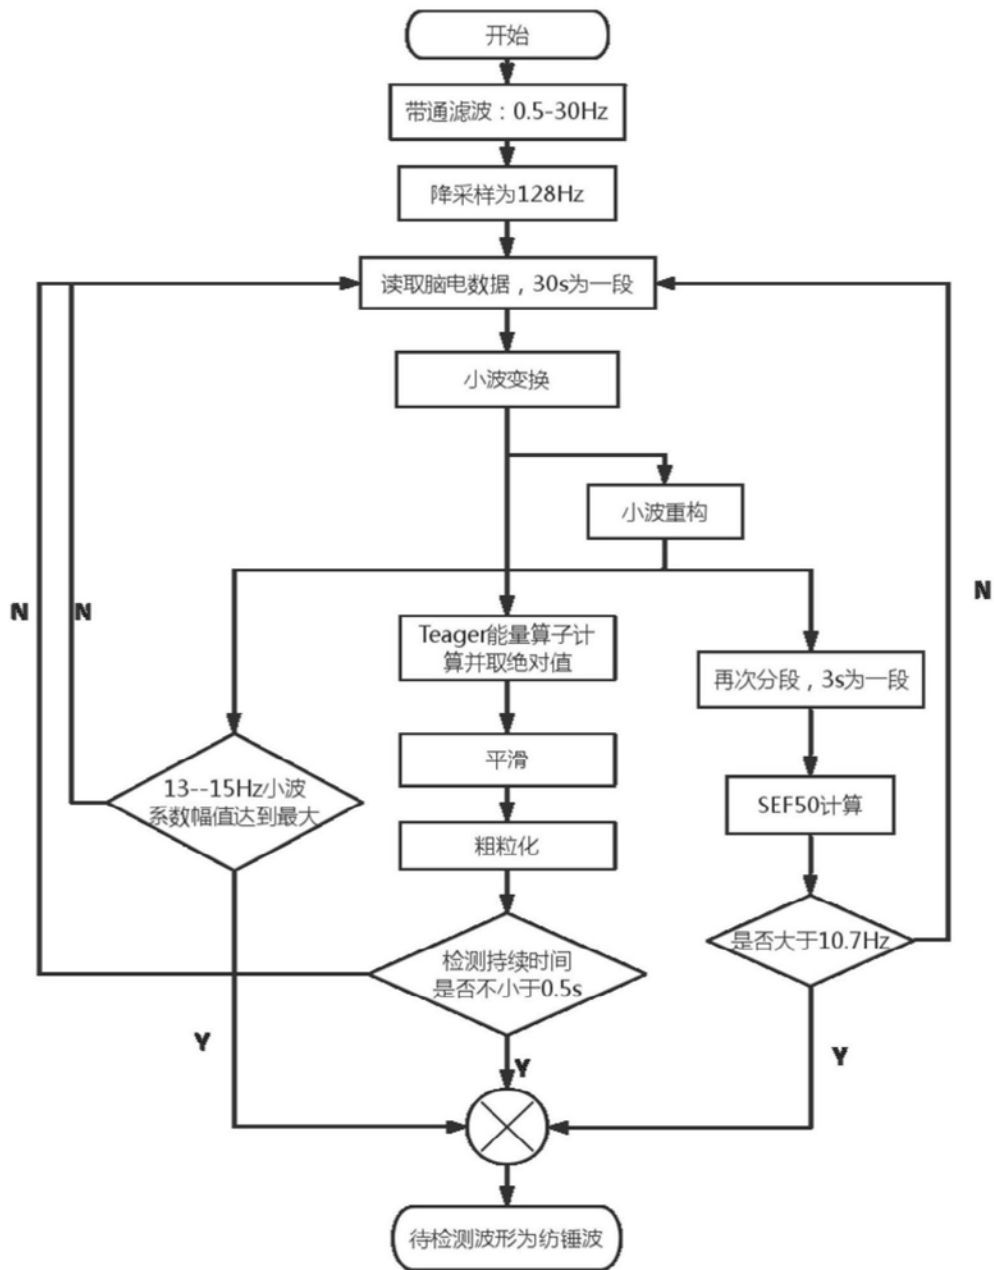 开始
带通滤波：0.5-30Hz
降采样为128Hz
读取脑电数据，30s为一段
小波变换
小波重构
N
N
N
Teager能量算子计
算并取绝对值
再次分段，3s为一段
13--15Hz小波
系数幅值达到最大
平滑
SEF50计算
粗粒化
是否大于10.7Hz
检测持续时间
是否不小于0.5s
Y
Y
Y
待检测波形为纺锤波